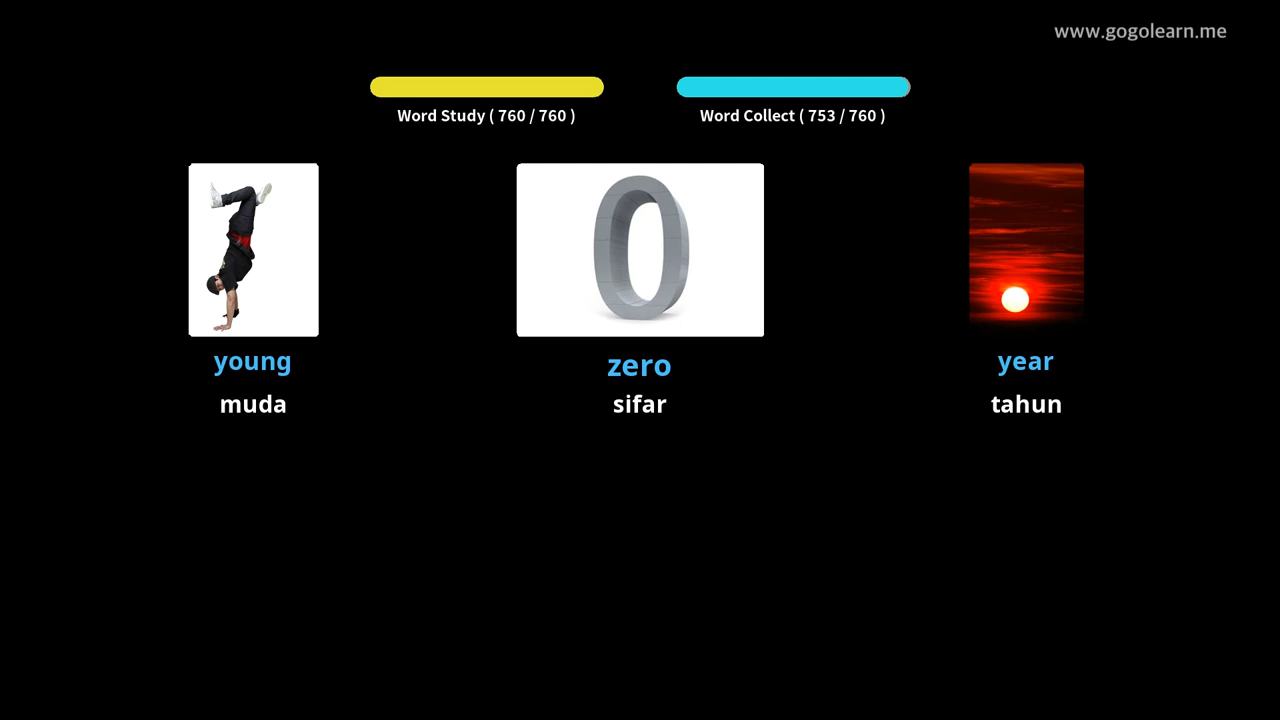 www.gogolearn.me
Word Study ( 760 / 760 )
Word Collect ( 753 / 760 )
young
zero
year
muda
sifar
tahun